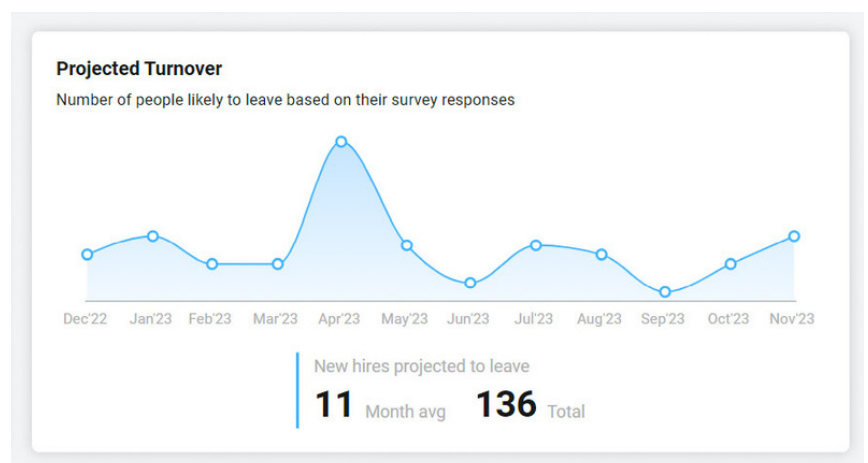 Projected Turnover
Number of people likely to leave based on their survey responses
Dec'22 Jan'23 Feb'23 Mar'23 Apr'23 May'23 Jun'23 Jul'23 Aug'23 Sep'23 Oct'23 Nov'23
New hires projected to leave
11 Month avg 136 Total